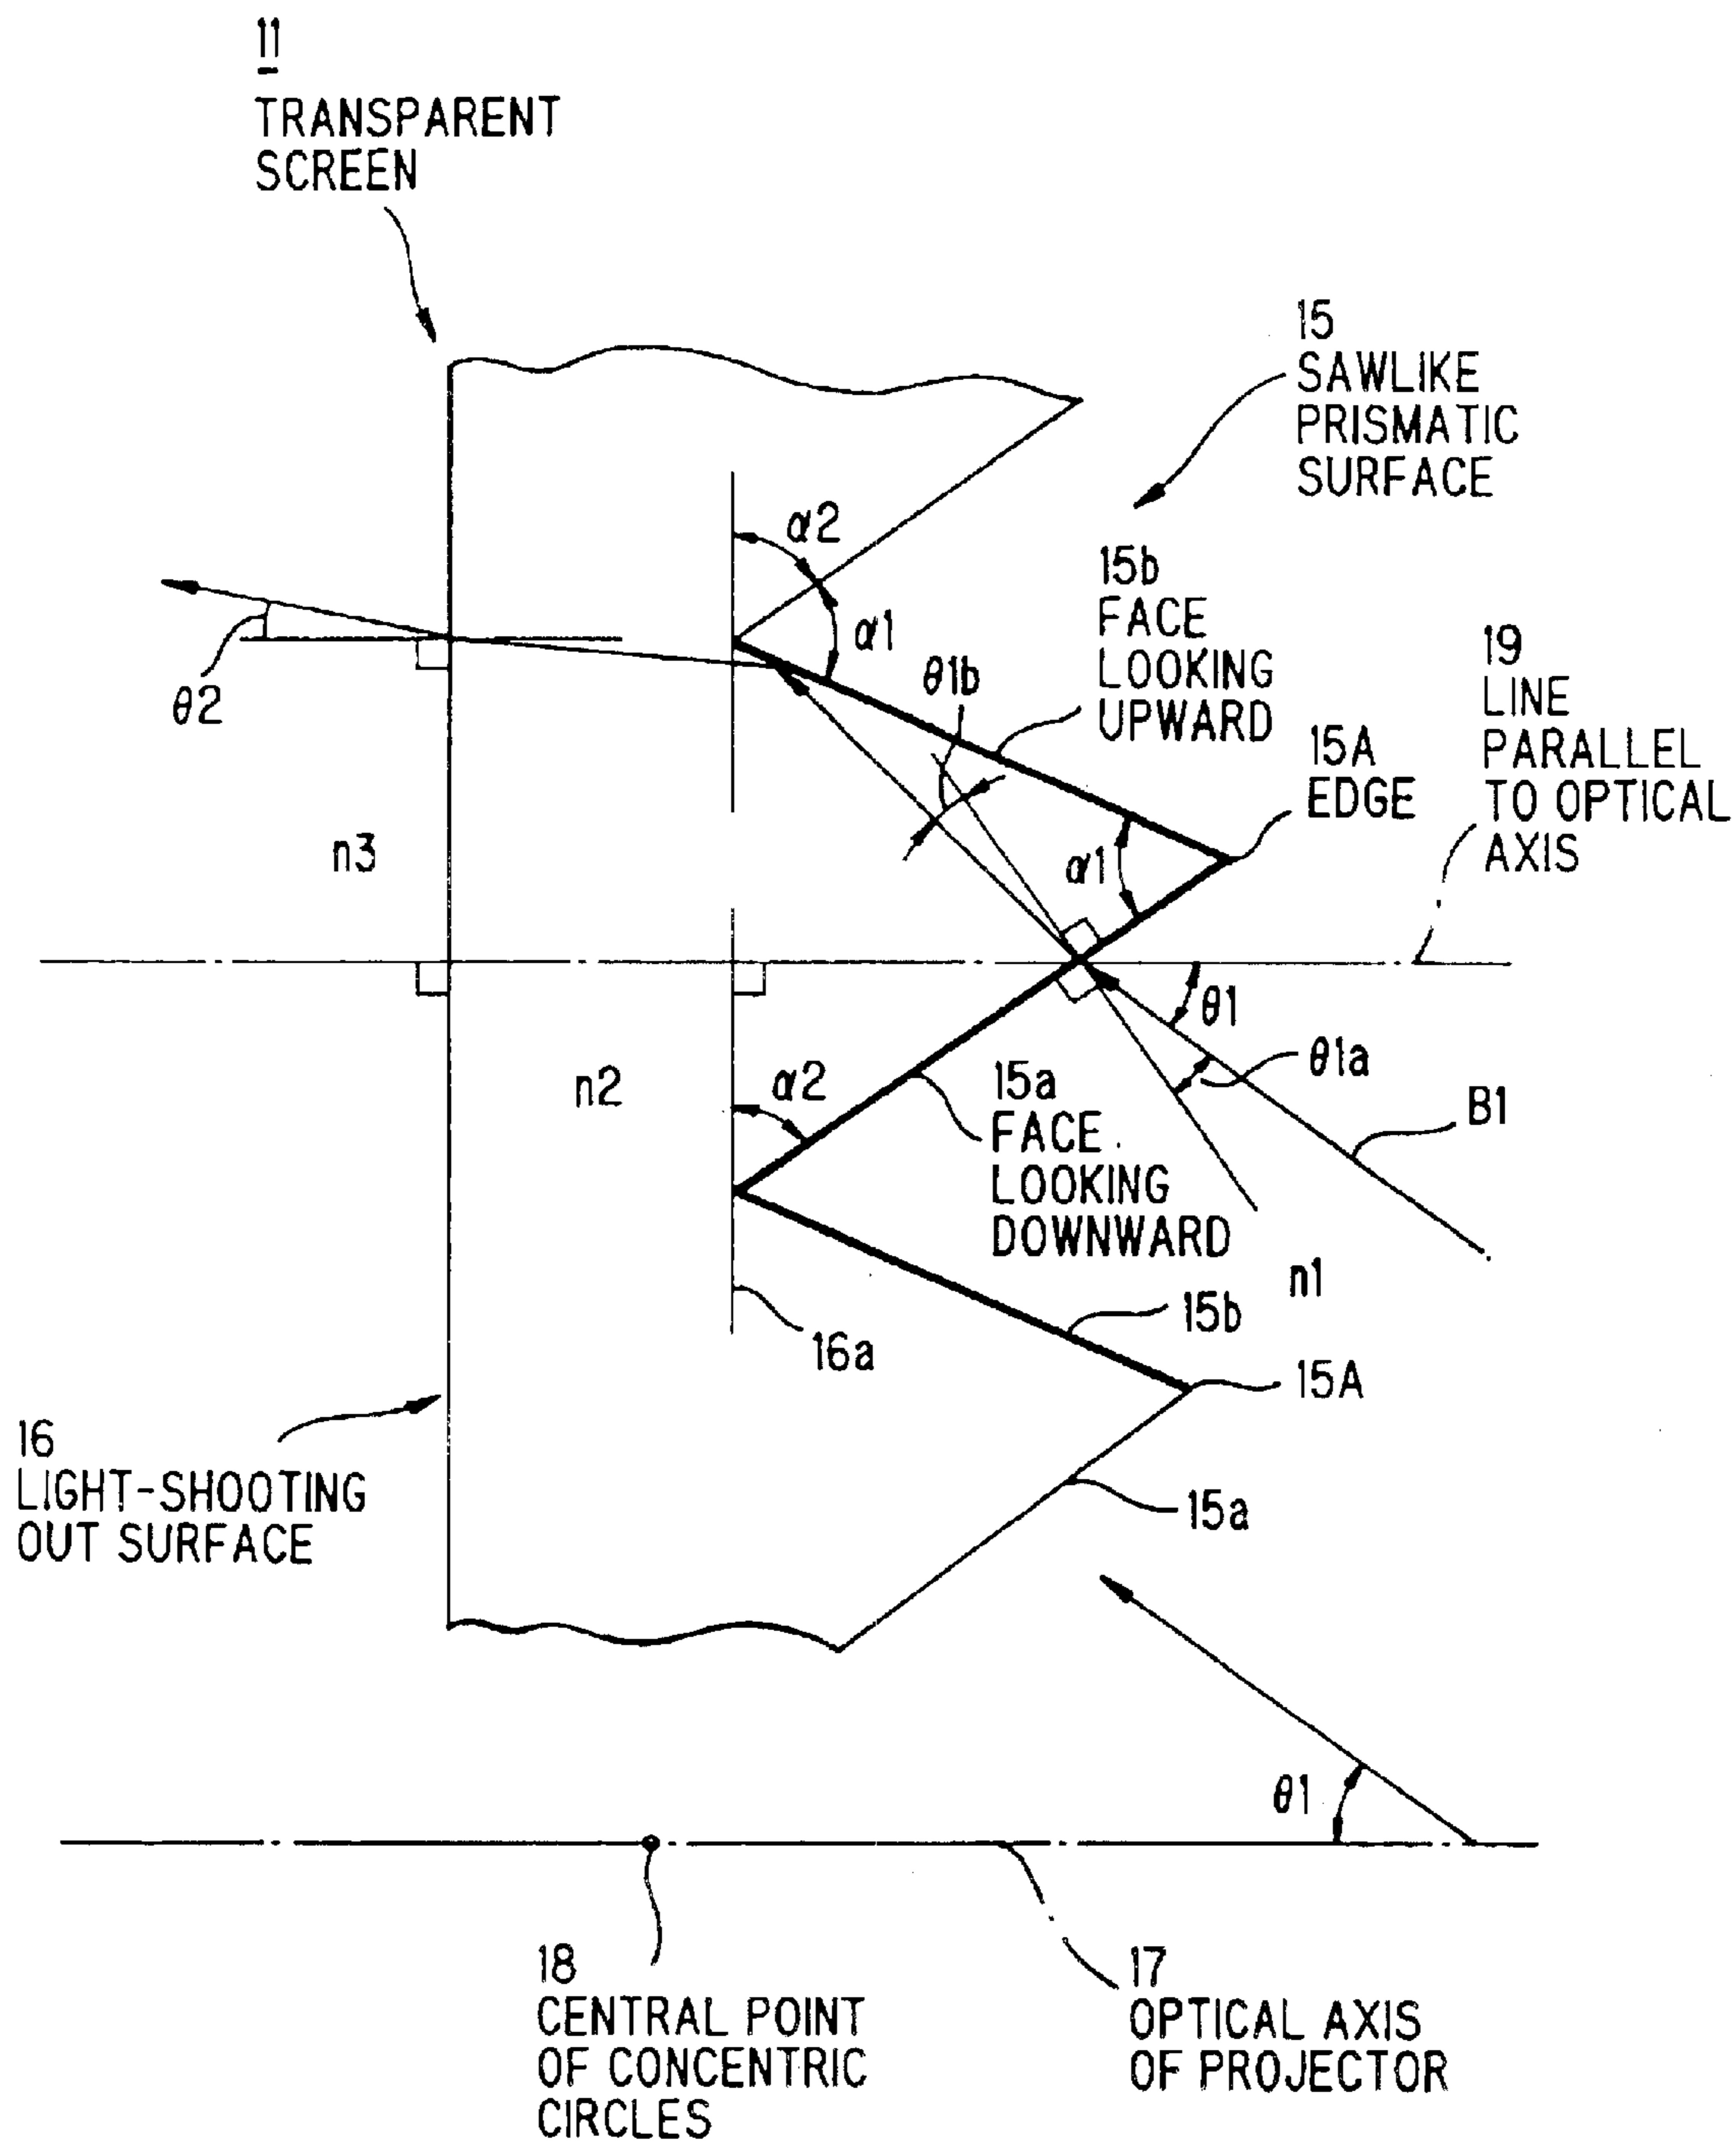 11
TRANSPARENT
SCREEN
15
SAWLIKE
PRISMATIC
SURFACE
α2
α1
15b
FACE
LOOKING
UPWARD
θ1b
19
LINE
PARALLEL
TO OPTICAL
AXIS
15A
EDGE
θ2
n3
α1
θ1
θ1a
n2
α2
15a
FACE
LOOKING
DOWNWARD
B1
n1
15b
16a
15A
16
LIGHT-SHOOTING
OUT SURFACE
15a
θ1
18
CENTRAL POINT
OF CONCENTRIC
CIRCLES
17
OPTICAL AXIS
OF PROJECTOR